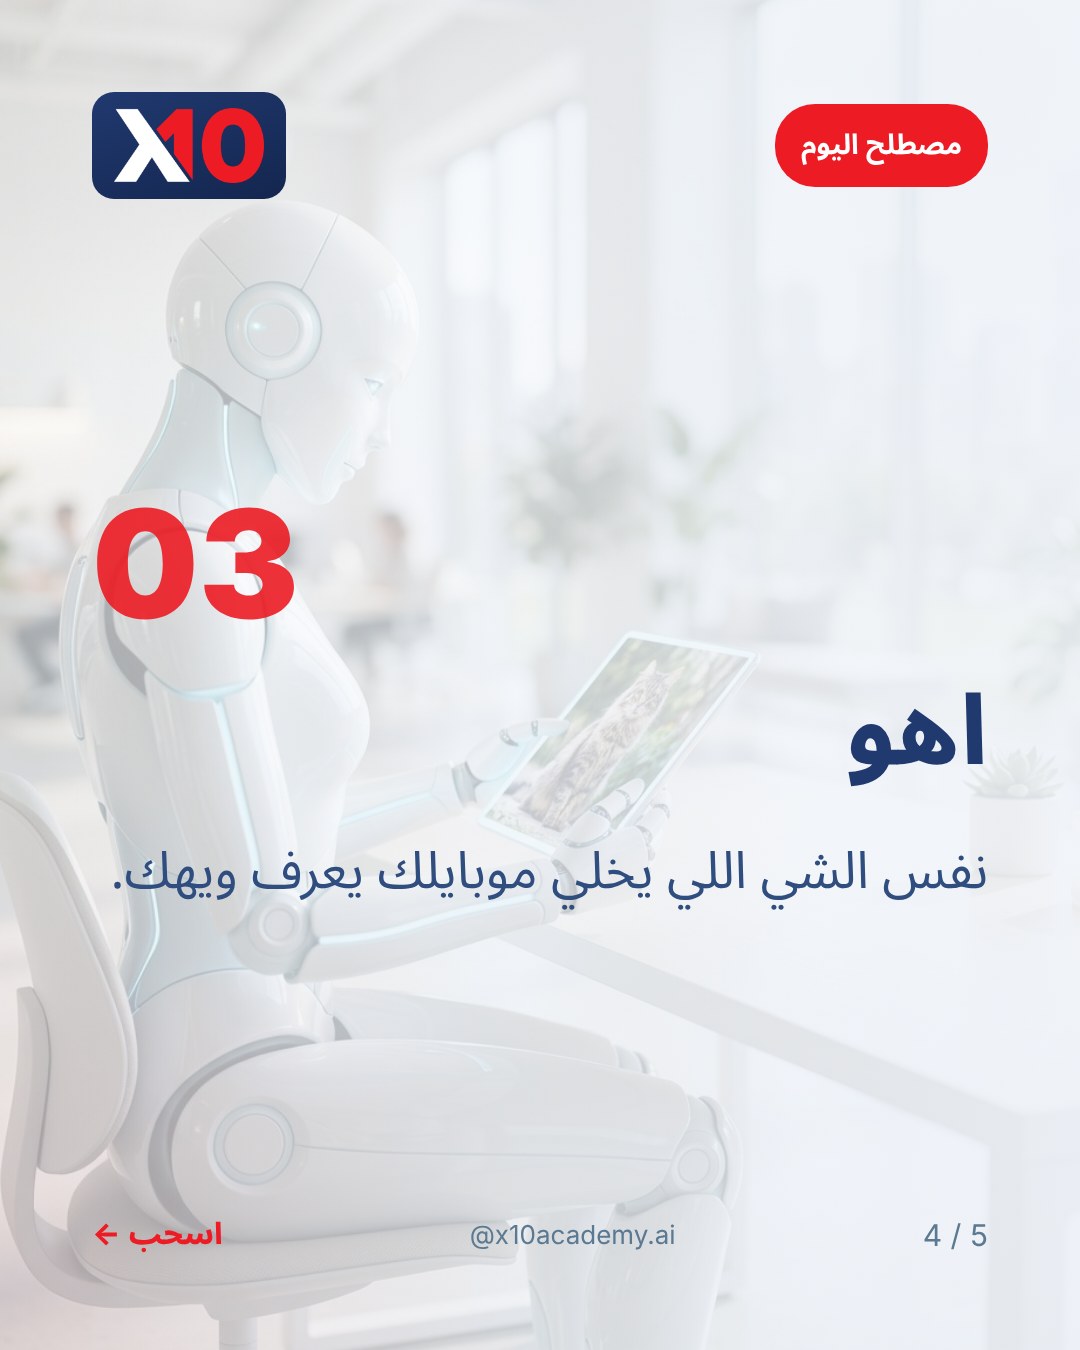 X10
مصطلح اليوم
03
اهو
نفس الشي اللي يخلي موبايلك يعرف ويهك.
اسحب ←
@x10academy.ai
4 / 5